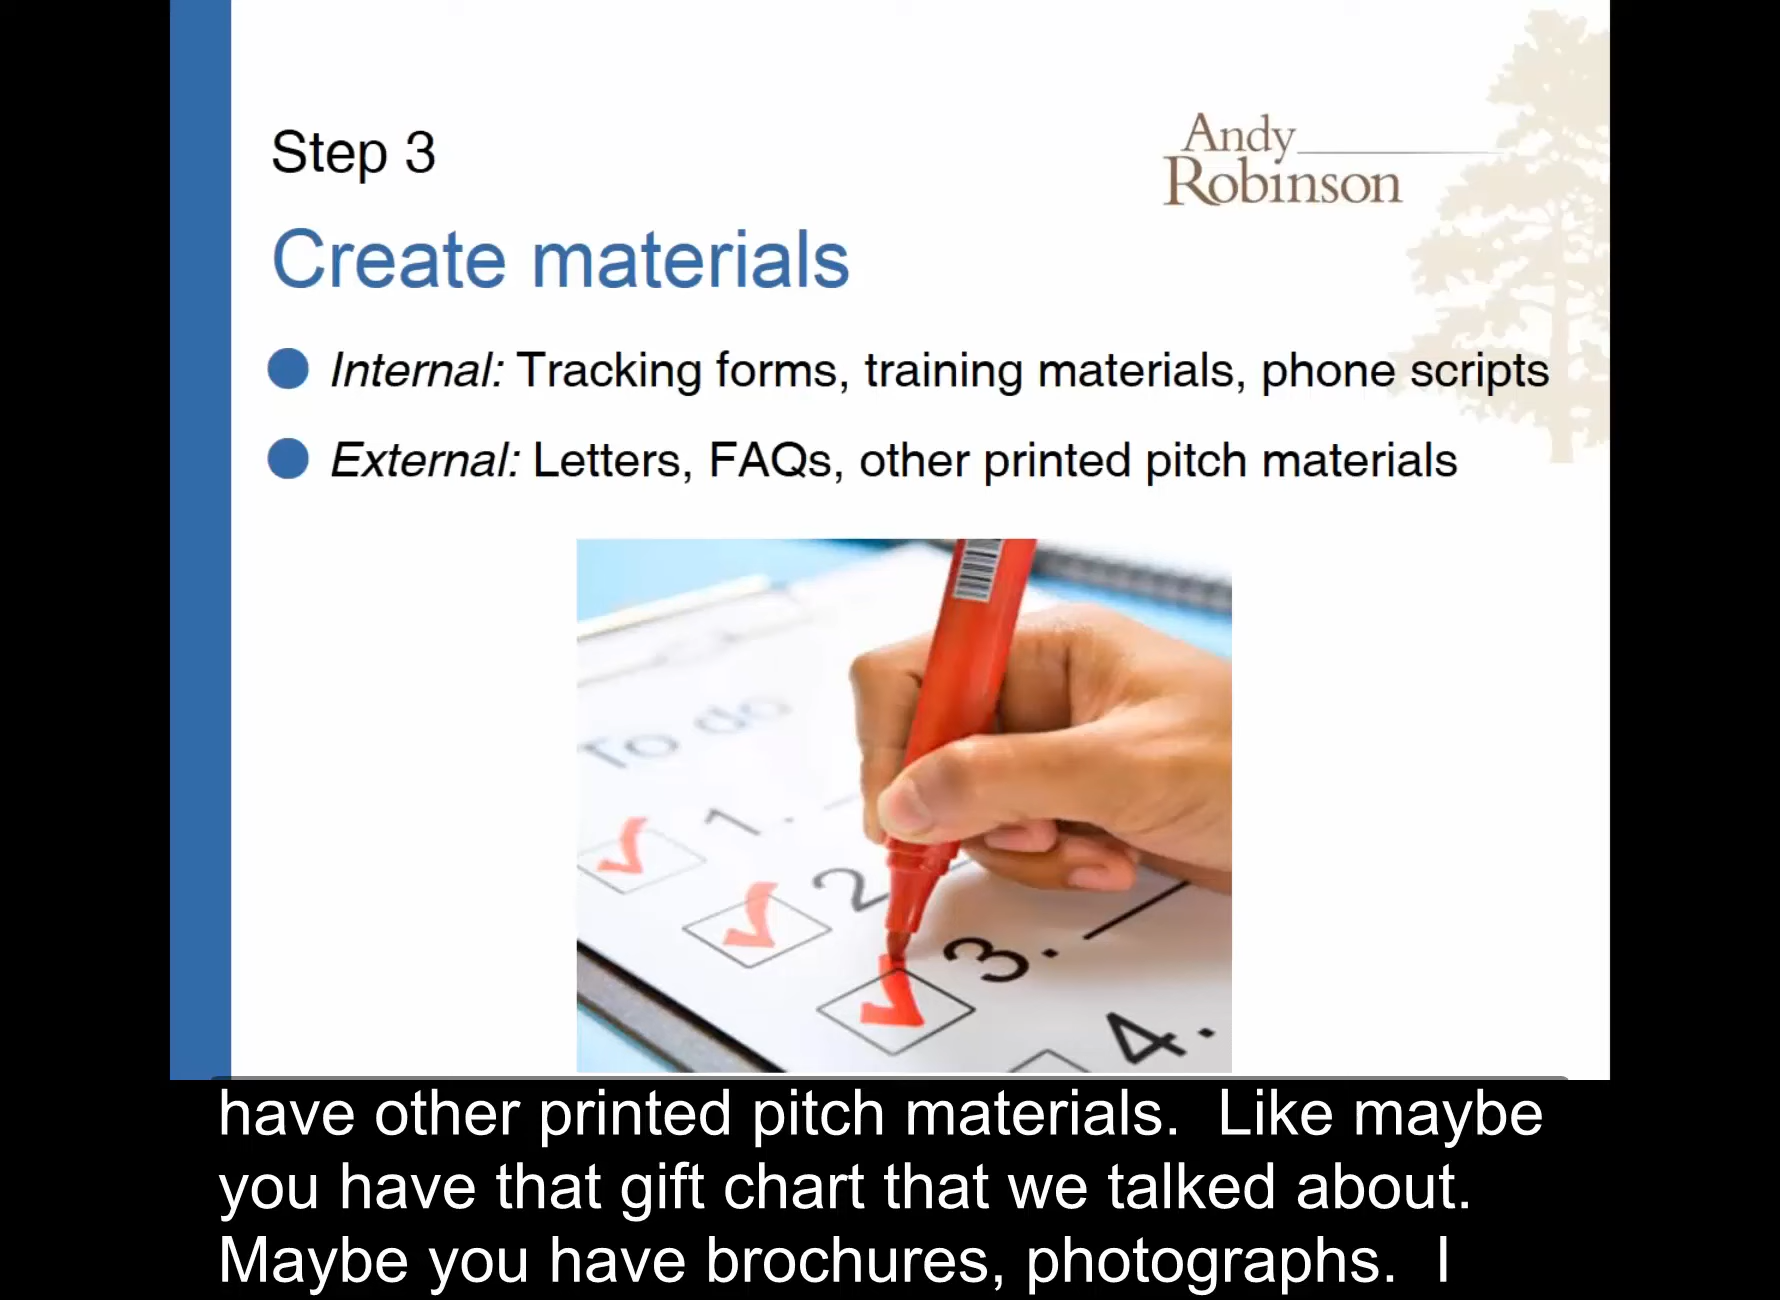 Step 3
Andy
Robinson
Create materials
Internal: Tracking forms, training materials, phone scripts
External: Letters, FAQs, other printed pitch materials
To do
1.
2
3.
4.
have other printed pitch materials.  Like maybe
you have that gift chart that we talked about.
Maybe you have brochures, photographs.  I